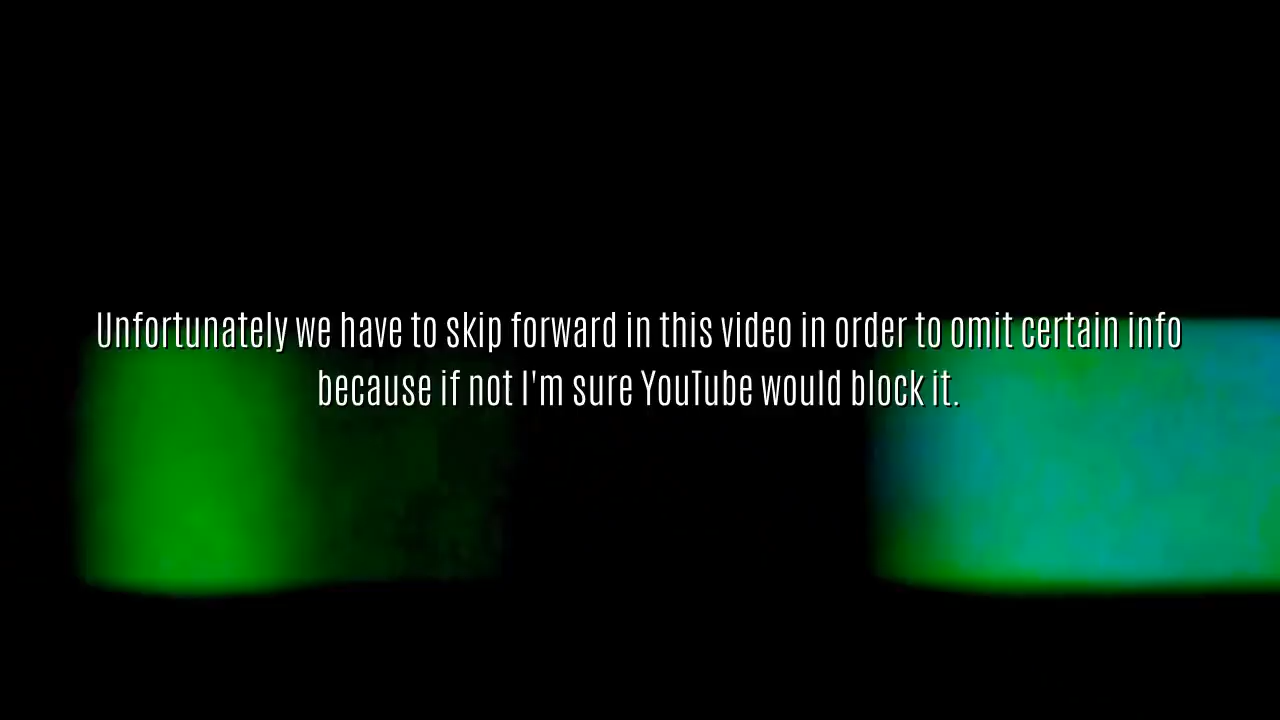 Unfortunately we have to skip forward in this video in order to omit certain info
because if not I'm sure YouTube would block it.